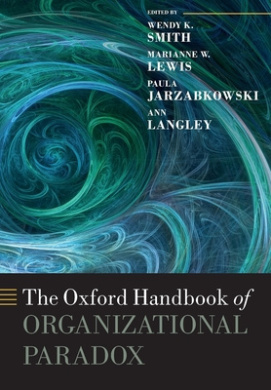 EDITED BY
WENDY K.
SMITH
MARIANNE W.
LEWIS
PAULA
JARZABKOWSKI
ANN
LANGLEY
The Oxford Handbook of
ORGANIZATIONAL
PARADOX